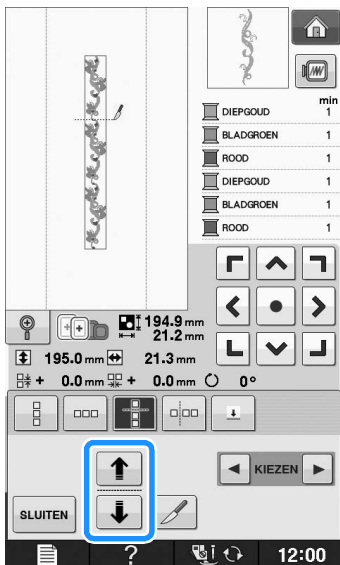 min
DIEPGOUD 1
BLADGROEN 1
ROOD 1
DIEPGOUD 1
BLADGROEN 1
ROOD 1
194.9 mm
21.2 mm
195.0 mm 21.3 mm
+ 0.0 mm + 0.0 mm 0°
KIEZEN
SLUITEN
? 12:00